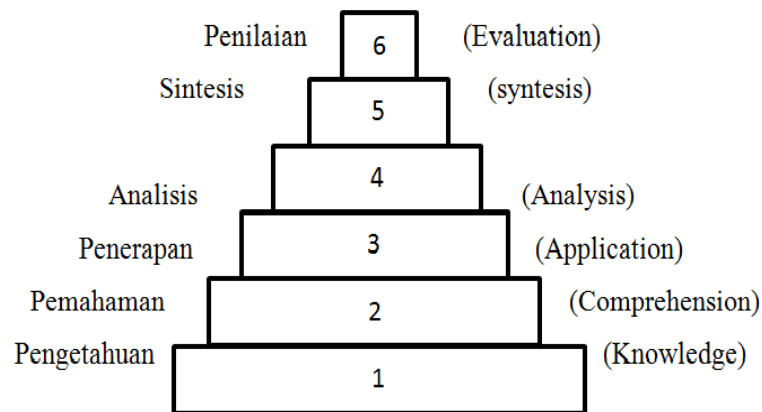 Penilaian 6 (Evaluation)
Sintesis 5 (syntesis)
Analisis 4 (Analysis)
Penerapan 3 (Application)
Pemahaman 2 (Comprehension)
Pengetahuan 1 (Knowledge)